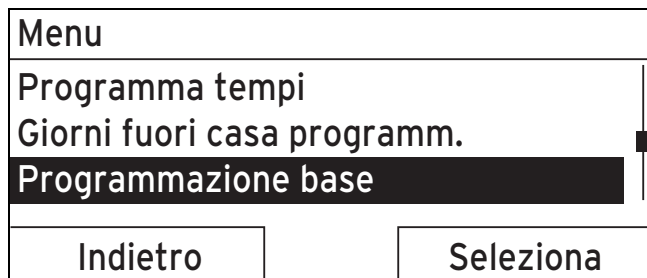 Menu
Programma tempi
Giorni fuori casa programm.
Programmazione base
Indietro
Seleziona